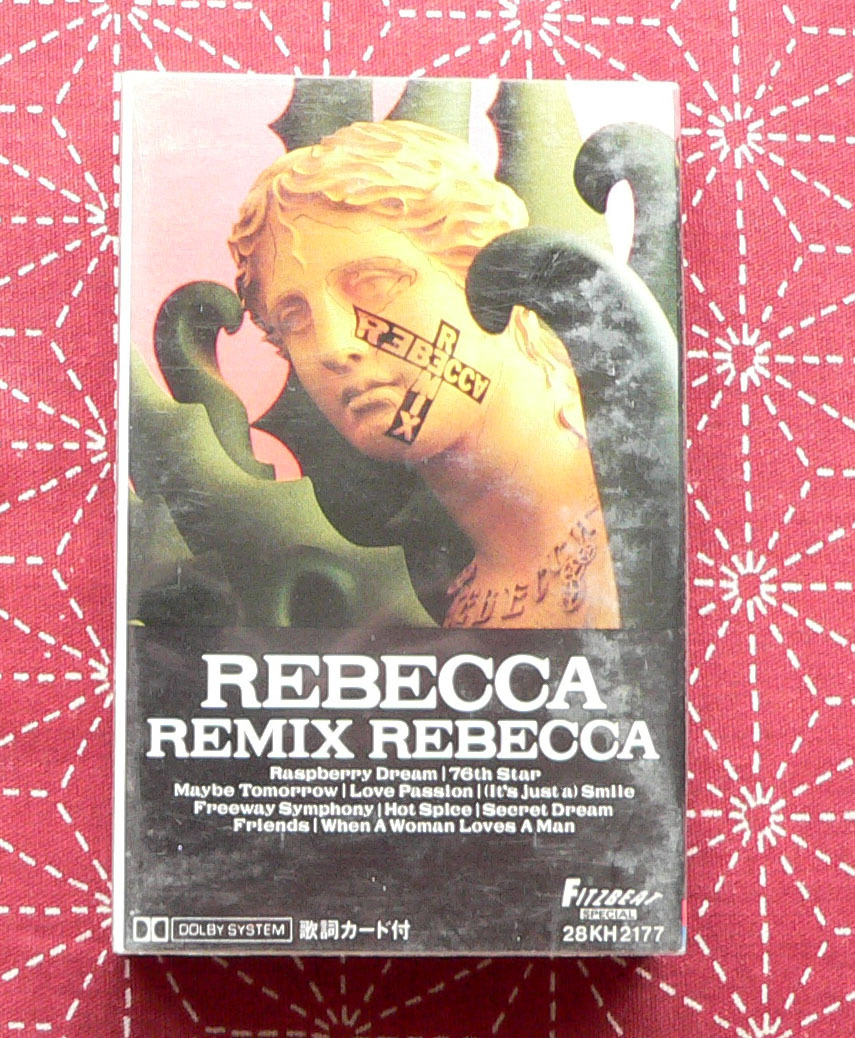 REBECCA
REMIX
REBECCA
REBECCA
REMIX REBECCA
Raspberry Dream | 76th Star
Maybe Tomorrow | Love Passion | (It's just a) Smile
Freeway Symphony | Hot Spice | Secret Dream
Friends | When A Woman Loves A Man
FITZBEAT
SPECIAL
DOLBY SYSTEM 歌詞カード付 28KH2177